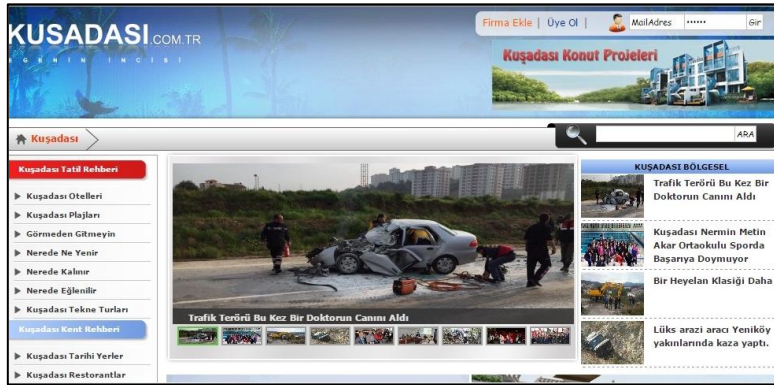 Firma Ekle | Üye Ol | MailAdres •••••• Gir
KUSADASI.COM.TR
EGENİN İNCİSİ
Kuşadası Konut Projeleri
Kuşadası
ARA
Kuşadası Tatil Rehberi
Kuşadası Otelleri
Kuşadası Plajları
Görmeden Gitmeyin
Nerede Ne Yenir
Nerede Kalınır
Nerede Eğlenilir
Kuşadası Tekne Turları
Kuşadası Kent Rehberi
Kuşadası Tarihi Yerler
Kuşadası Restorantlar
Trafik Terörü Bu Kez Bir Doktorun Canını Aldı
KUŞADASI BÖLGESEL
Trafik Terörü Bu Kez Bir
Doktorun Canını Aldı
Kuşadası Nermin Metin
Akar Ortaokulu Sporda
Başarıya Doymuyor
Bir Heyelan Klasiği Daha
Lüks arazi aracı Yeniköy
yakınlarında kaza yaptı.